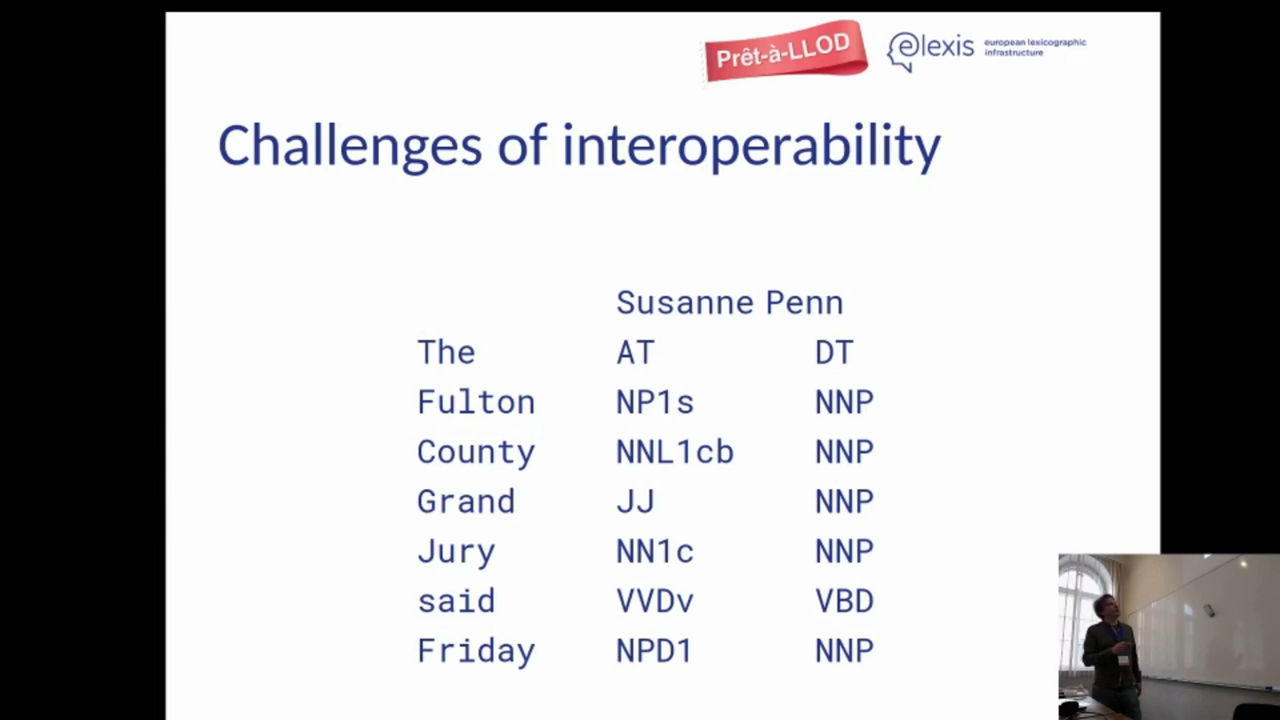 Prêt-à-LLOD
elexis european lexicographic infrastructure
Challenges of interoperability
Susanne Penn
The AT DT
Fulton NP1s NNP
County NNL1cb NNP
Grand JJ NNP
Jury NN1c NNP
said VVDv VBD
Friday NPD1 NNP